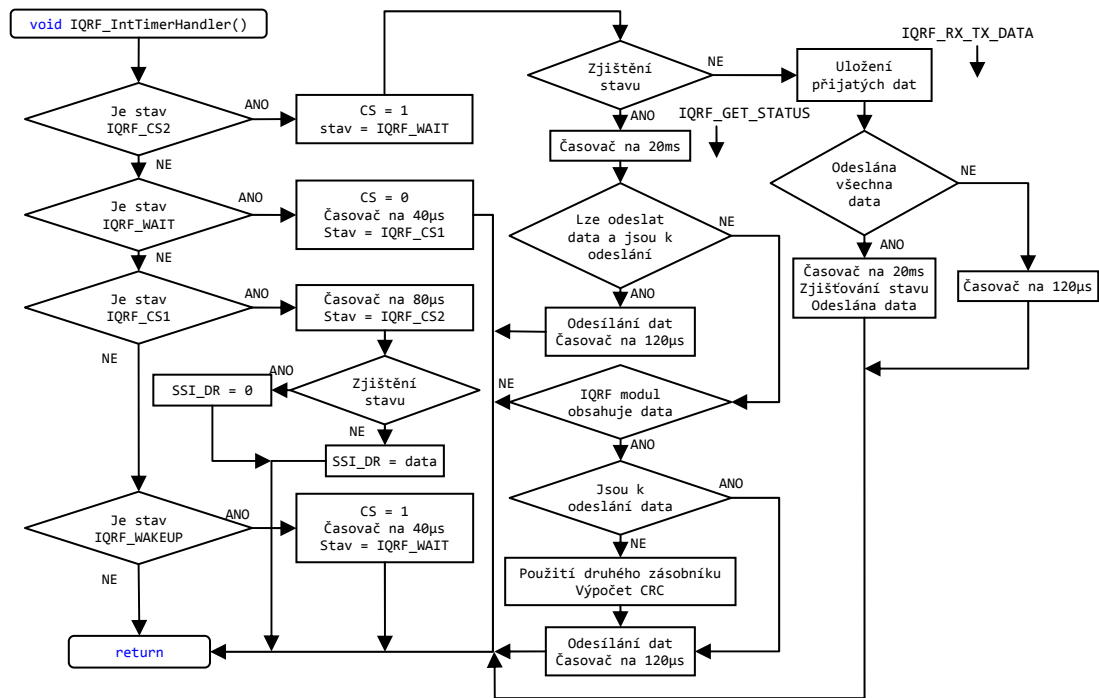 void IQRF_IntTimerHandler()
Je stav
IQRF_CS2
ANO
NE
CS = 1
stav = IQRF_WAIT
Je stav
IQRF_WAIT
ANO
NE
CS = 0
Časovač na 40µs
Stav = IQRF_CS1
Je stav
IQRF_CS1
ANO
NE
Časovač na 80µs
Stav = IQRF_CS2
Zjištění
stavu
ANO
NE
SSI_DR = 0
SSI_DR = data
Je stav
IQRF_WAKEUP
ANO
NE
CS = 1
Časovač na 40µs
Stav = IQRF_WAIT
return
Zjištění
stavu
NE
ANO
IQRF_GET_STATUS
Časovač na 20ms
Lze odeslat
data a jsou k
odeslání
NE
ANO
Odesílání dat
Časovač na 120µs
IQRF modul
obsahuje data
NE
ANO
Jsou k
odeslání data
ANO
NE
Použití druhého zásobníku
Výpočet CRC
Odesílání dat
Časovač na 120µs
IQRF_RX_TX_DATA
Uložení
přijatých dat
Odeslána
všechna
data
NE
ANO
Časovač na 20ms
Zjišťování stavu
Odeslána data
Časovač na 120µs